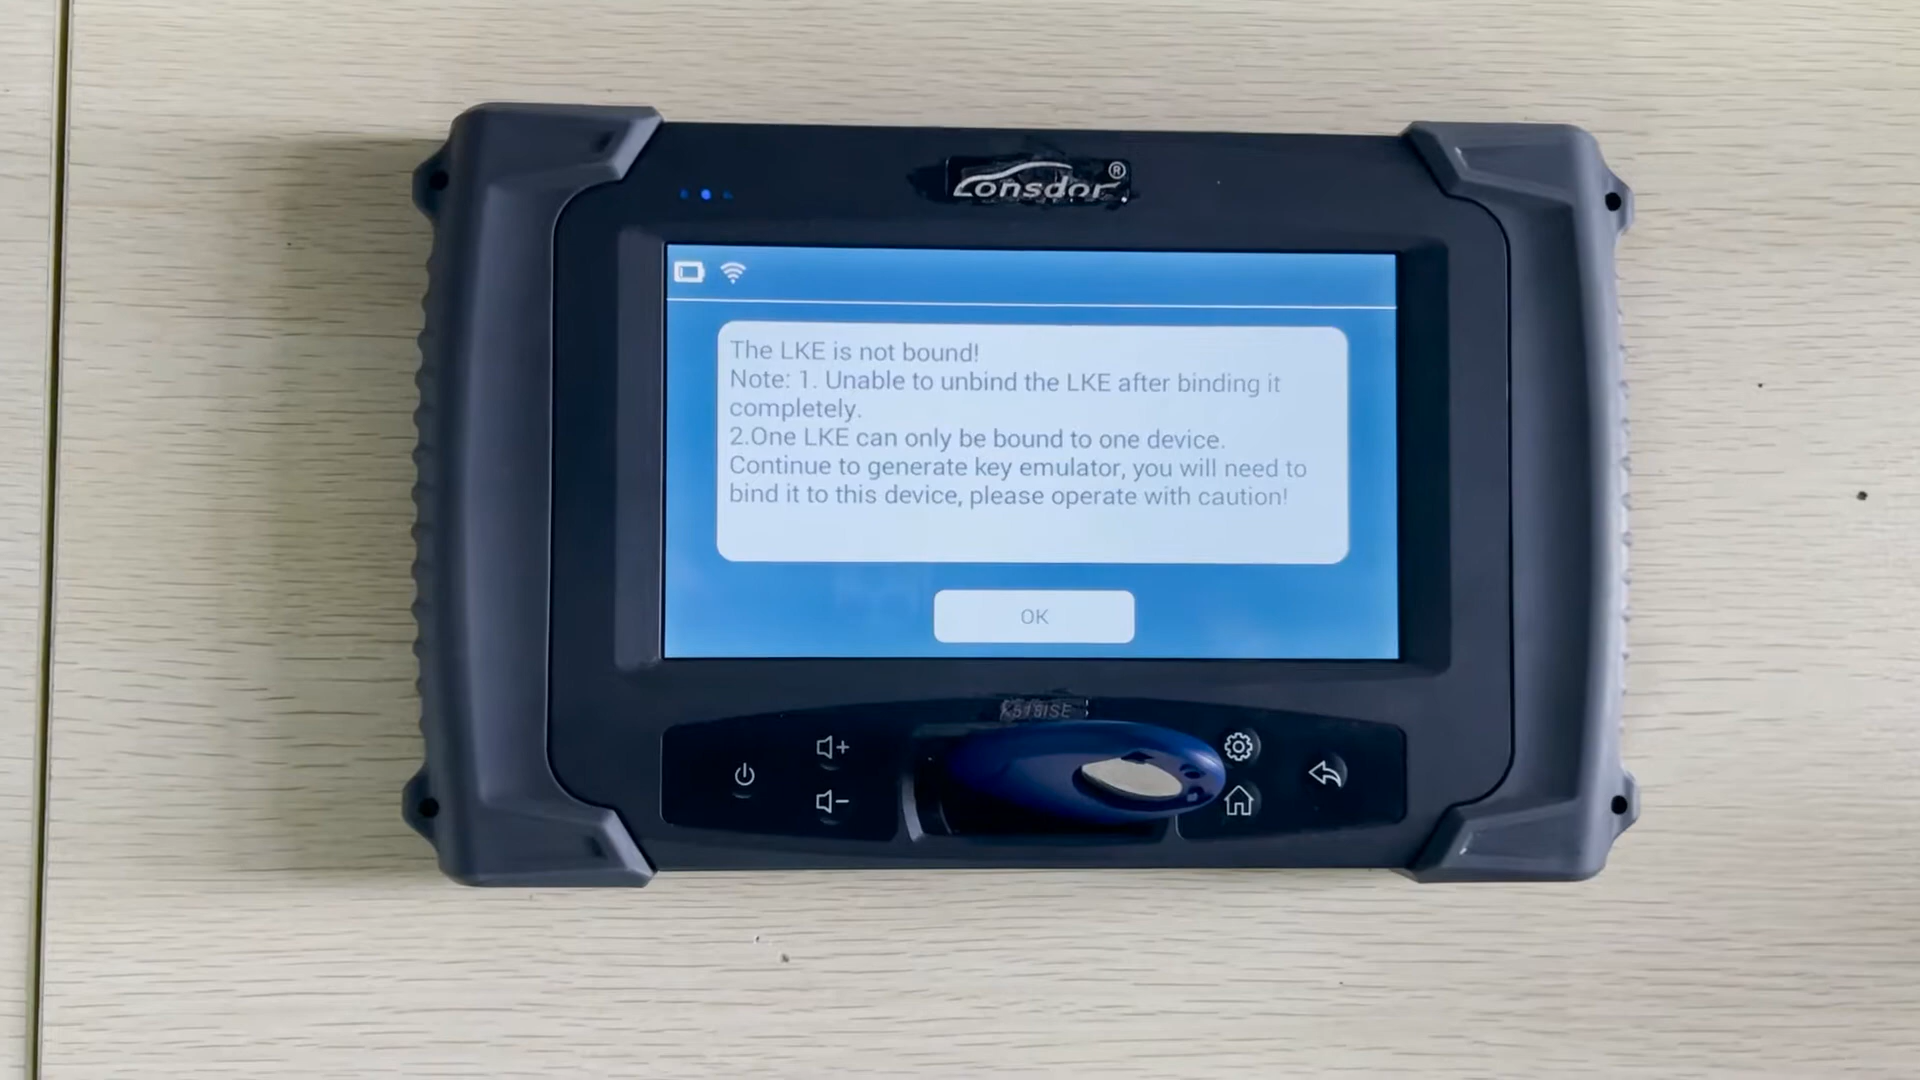 Lonsdor®
The LKE is not bound!
Note: 1. Unable to unbind the LKE after binding it
completely.
2.One LKE can only be bound to one device.
Continue to generate key emulator, you will need to
bind it to this device, please operate with caution!
OK
K518ISE